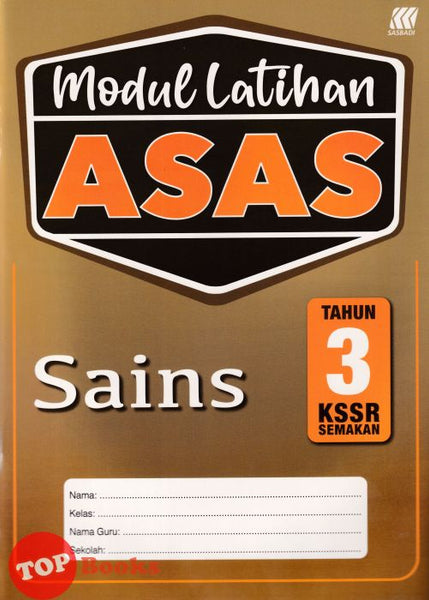 SASBADI
Modul Latihan
ASAS
TAHUN
3
KSSR
SEMAKAN
Sains
Nama:
Kelas:
Nama Guru:
Sekolah:
TOP Books